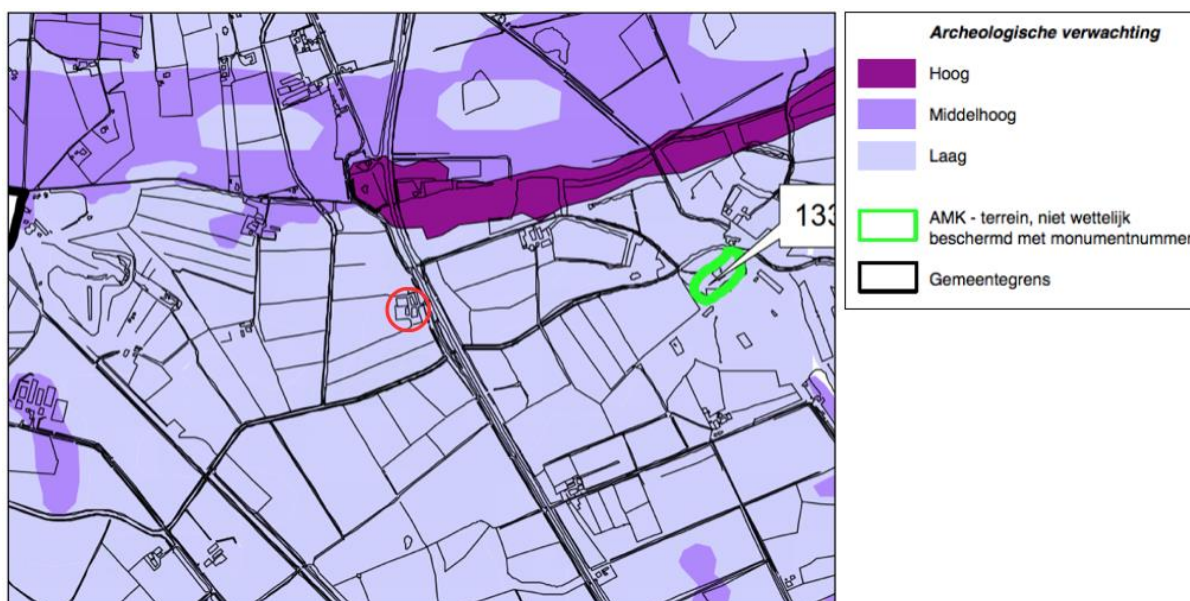 Archeologische verwachting
Hoog
Middelhoog
Laag
AMK - terrein, niet wettelijk
beschermd met monumentnummer
Gemeentegrens
133